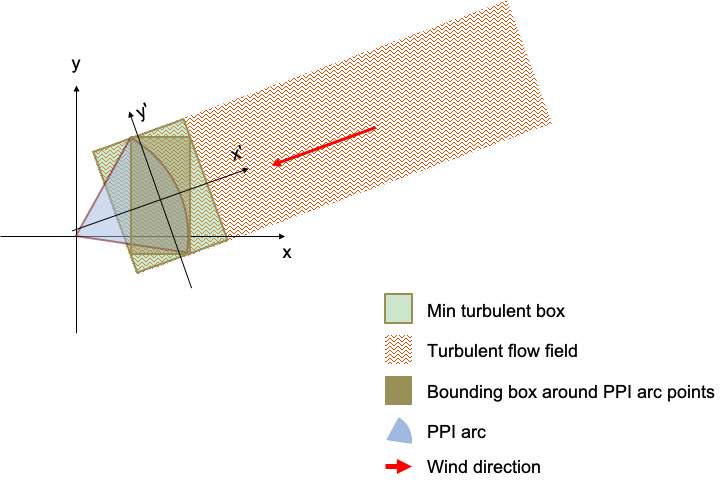 y
y'
x'
x
Min turbulent box
Turbulent flow field
Bounding box around PPI arc points
PPI arc
Wind direction